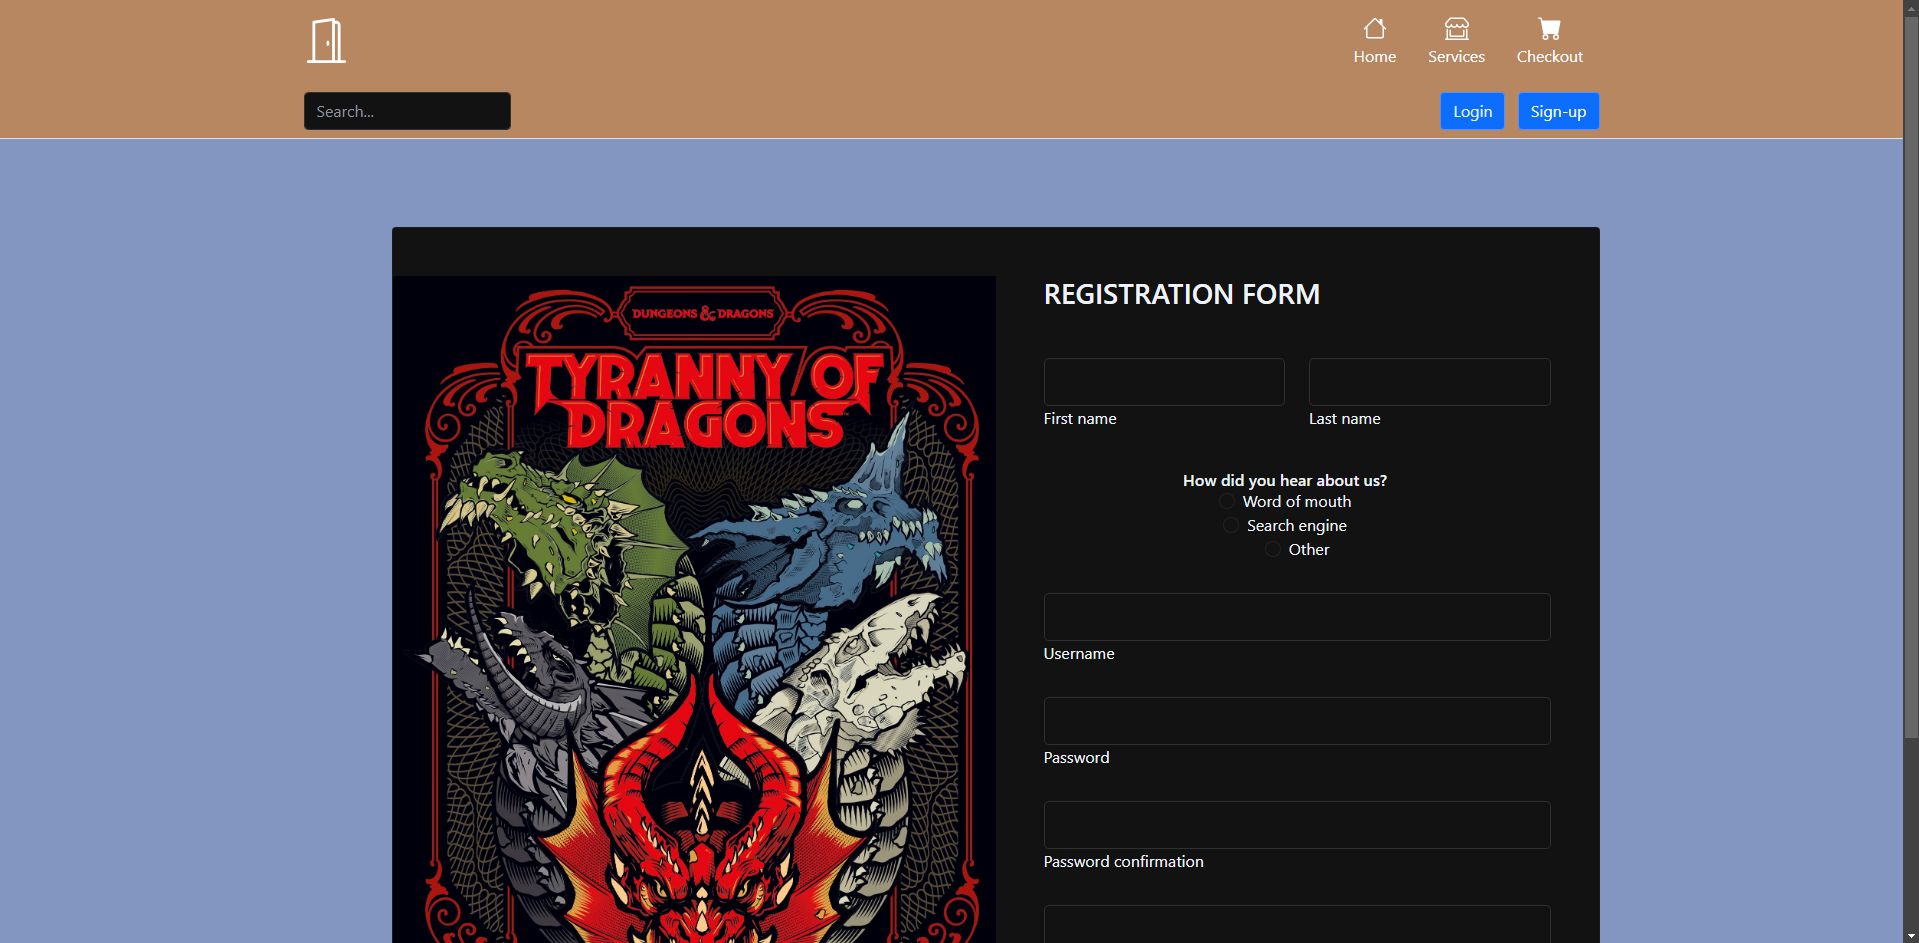 Home
Services
Checkout
Search...
Login
Sign-up
DUNGEONS & DRAGONS
TYRANNY OF
DRAGONS
REGISTRATION FORM
First name
Last name
How did you hear about us?
Word of mouth
Search engine
Other
Username
Password
Password confirmation